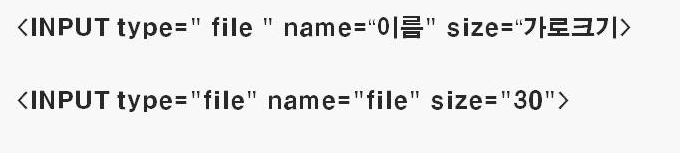 <INPUT type=" file " name=“이름" size=“가로크기>
<INPUT type="file" name="file" size="30">